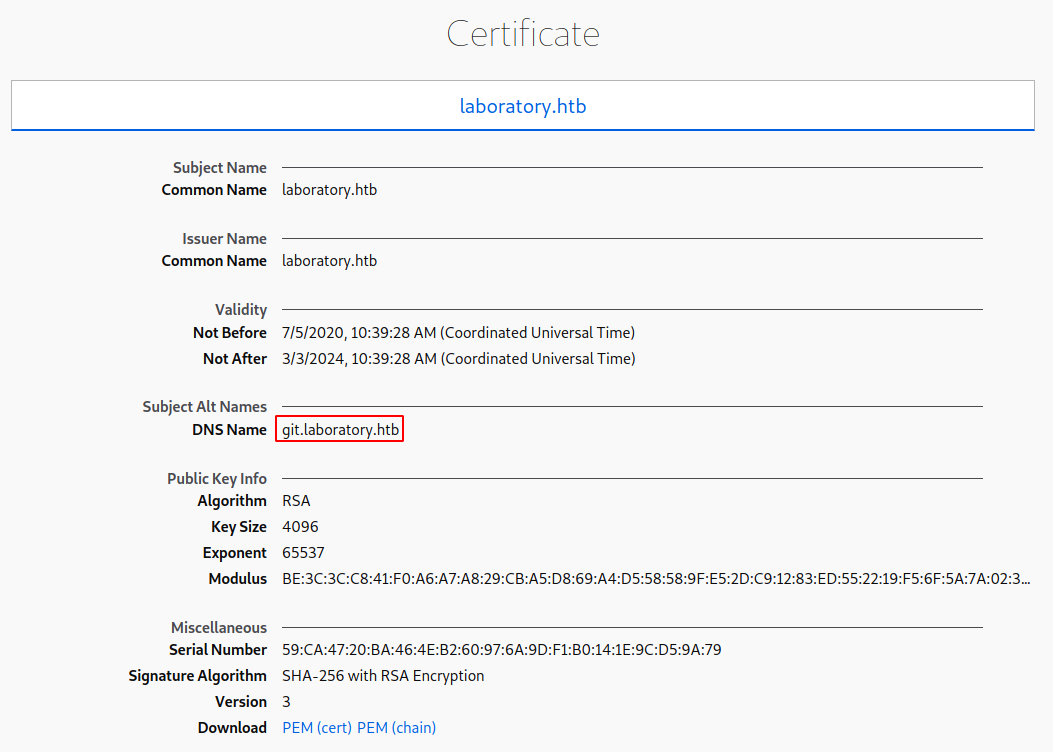 Certificate
laboratory.htb
Subject Name
Common Name laboratory.htb
Issuer Name
Common Name laboratory.htb
Validity
Not Before 7/5/2020, 10:39:28 AM (Coordinated Universal Time)
Not After 3/3/2024, 10:39:28 AM (Coordinated Universal Time)
Subject Alt Names
DNS Name git.laboratory.htb
Public Key Info
Algorithm RSA
Key Size 4096
Exponent 65537
Modulus BE:3C:3C:C8:41:F0:A6:A7:A8:29:CB:A5:D8:69:A4:D5:58:58:9F:E5:2D:C9:12:83:ED:55:22:19:F5:6F:5A:7A:02:3...
Miscellaneous
Serial Number 59:CA:47:20:BA:46:4E:B2:60:97:6A:9D:F1:B0:14:1E:9C:D5:9A:79
Signature Algorithm SHA-256 with RSA Encryption
Version 3
Download PEM (cert) PEM (chain)